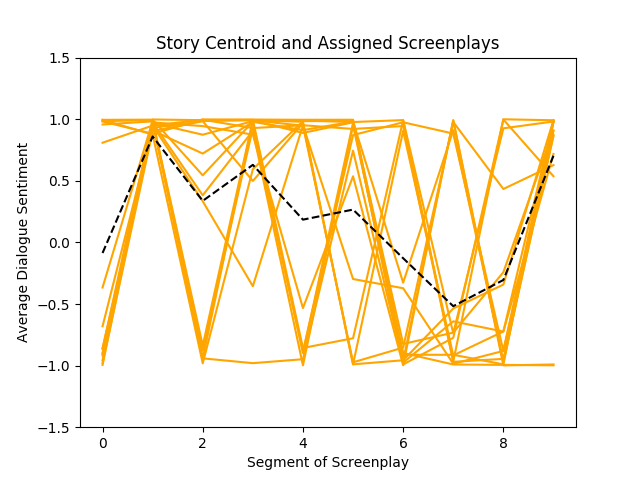 Story Centroid and Assigned Screenplays
Average Dialogue Sentiment
1.5
1.0
0.5
0.0
−0.5
−1.0
−1.5
0 2 4 6 8
Segment of Screenplay